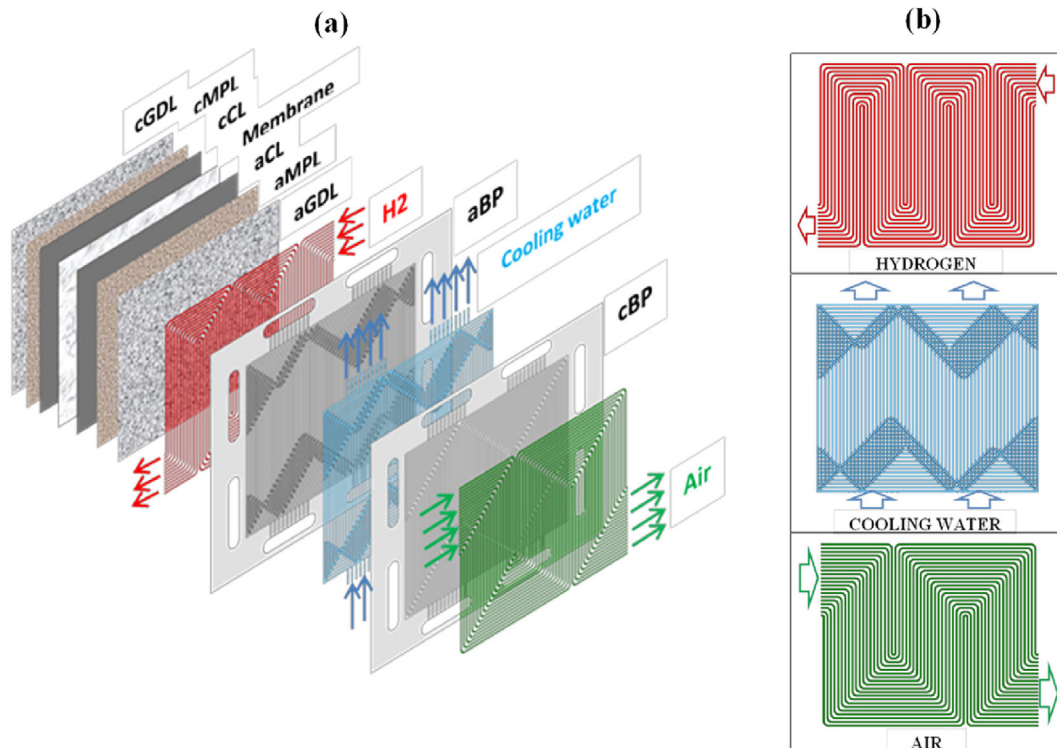 (a)
cGDL
cMPL
cCL
Membrane
aCL
aMPL
aGDL
H2
aBP
Cooling water
cBP
Air
(b)
HYDROGEN
COOLING WATER
AIR